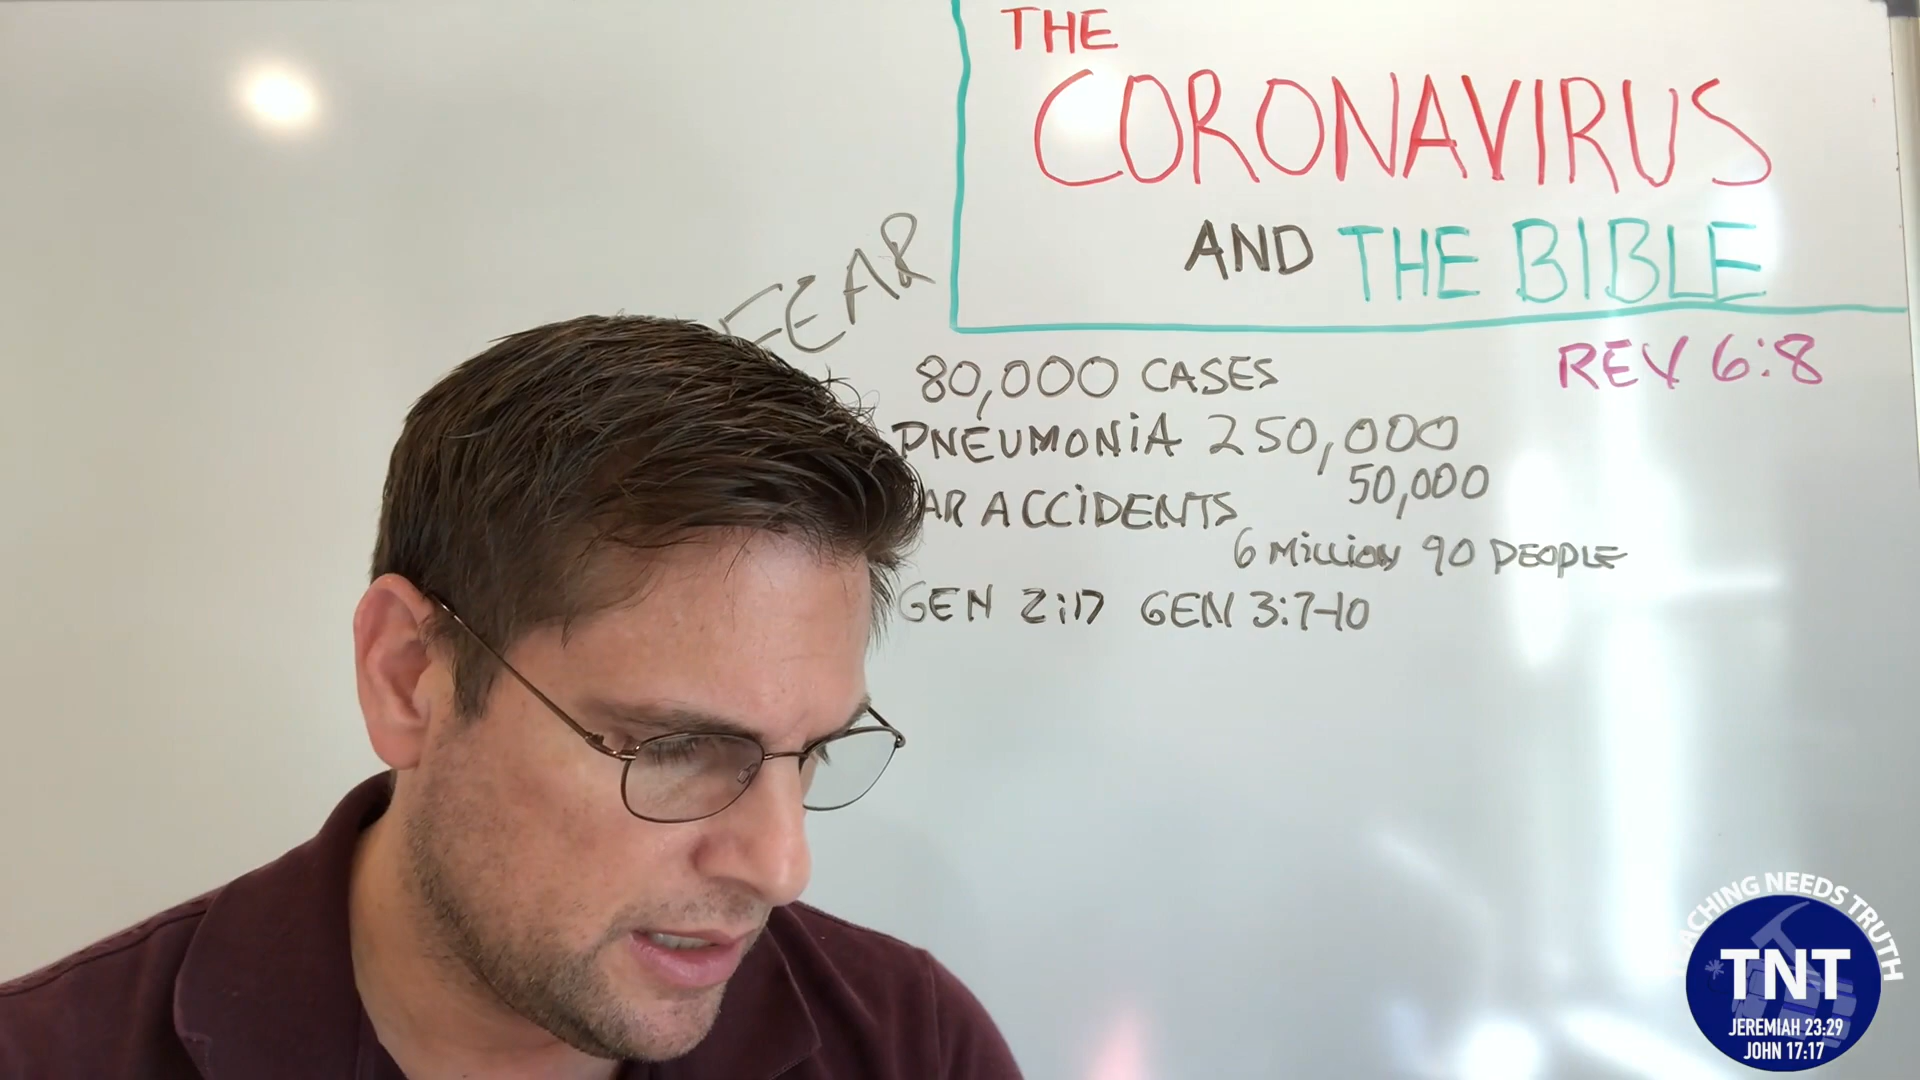 THE
CORONAVIRUS
AND THE BIBLE
FEAR
REV 6:8
80,000 CASES
PNEUMONIA 250,000
50,000
AR ACCIDENTS
6 MILLION 90 PEOPLE
GEN 2:17 GEN 3:7-10
ACHING NEEDS TRUTH
TNT
JEREMIAH 23:29
JOHN 17:17